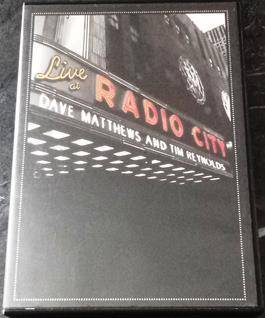 Live
at
RADIO CITY
DAVE MATTHEWS AND TIM REYNOLDS